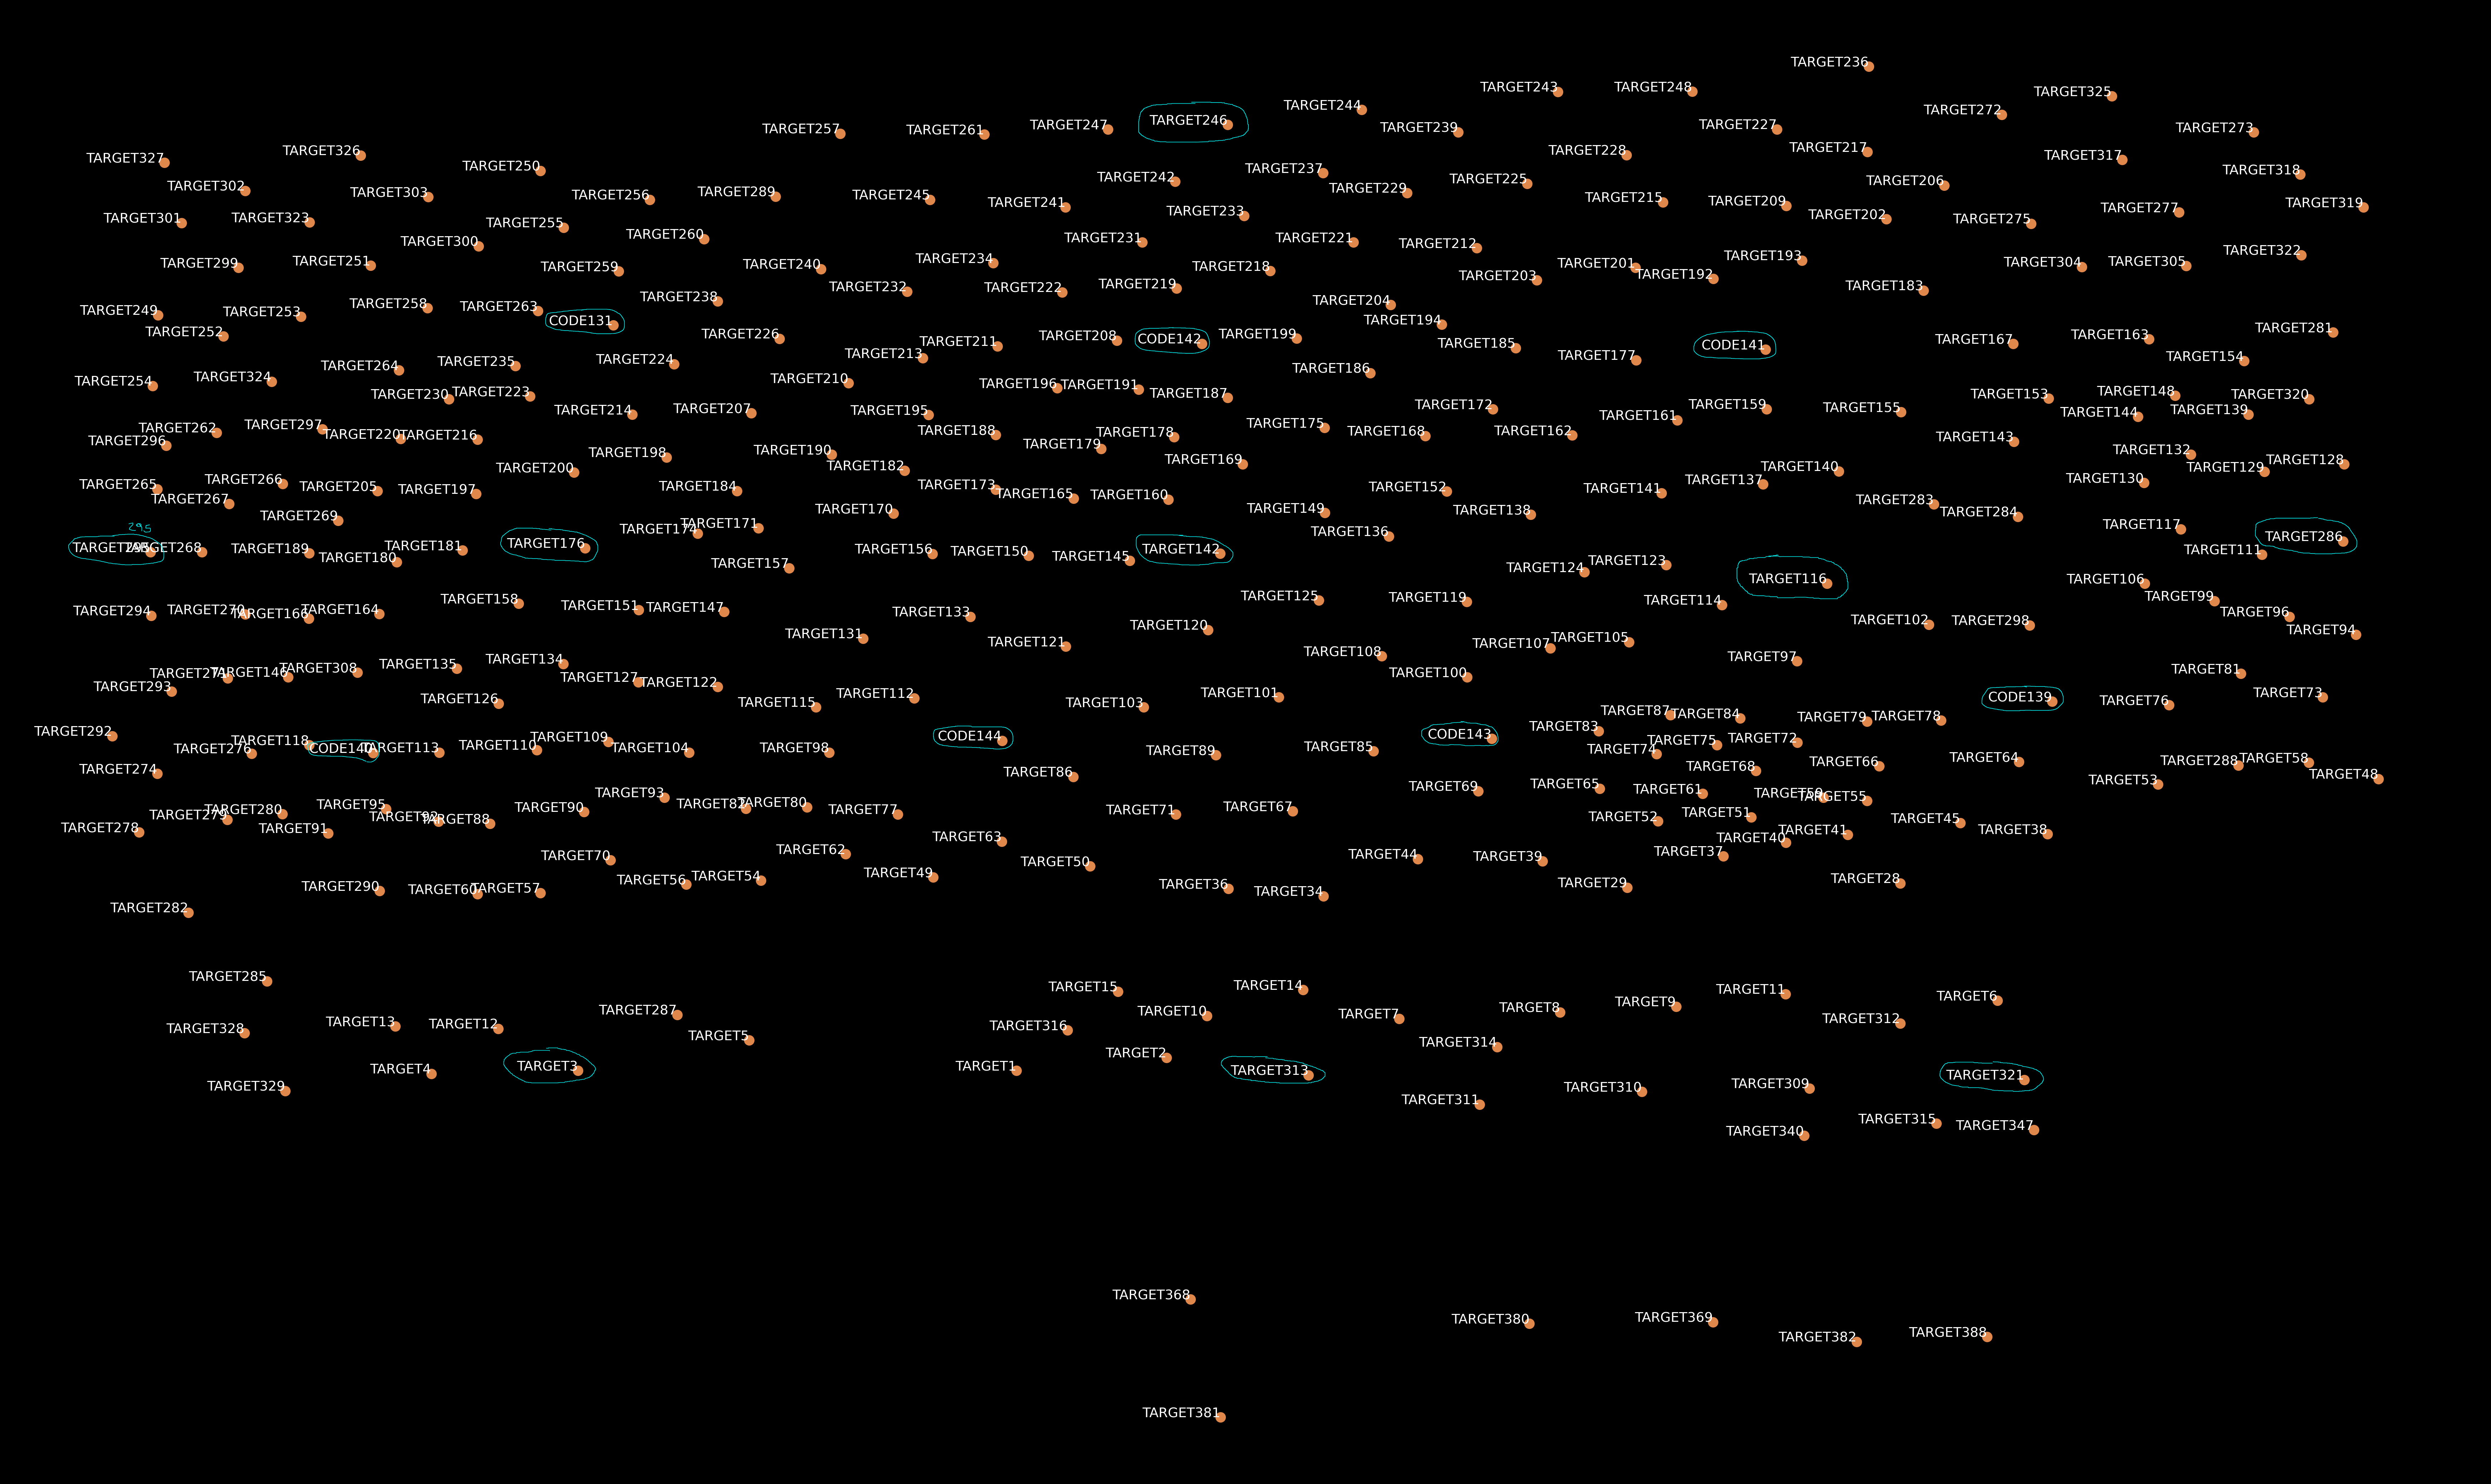 TARGET236
TARGET243 TARGET248
TARGET325
TARGET244 TARGET272
TARGET257 TARGET261 TARGET247 TARGET246 TARGET239 TARGET227 TARGET273
TARGET327 TARGET326 TARGET228 TARGET217 TARGET317
TARGET250 TARGET242 TARGET237 TARGET225 TARGET206 TARGET318
TARGET302 TARGET303 TARGET256 TARGET289 TARGET245 TARGET241 TARGET229 TARGET215 TARGET209 TARGET319
TARGET301 TARGET323 TARGET255 TARGET233 TARGET202 TARGET275 TARGET277
TARGET300 TARGET260 TARGET231 TARGET221 TARGET212
TARGET299 TARGET251 TARGET259 TARGET240 TARGET234 TARGET218 TARGET201 TARGET193 TARGET304 TARGET305 TARGET322
TARGET232 TARGET222 TARGET219 TARGET203 TARGET192 TARGET183
TARGET249 TARGET253 TARGET258 TARGET263 TARGET238 TARGET204
CODE131 TARGET194
TARGET252 TARGET226 TARGET211 TARGET208 CODE142 TARGET199 TARGET185 CODE141 TARGET167 TARGET163 TARGET281
TARGET264 TARGET235 TARGET224 TARGET213 TARGET186 TARGET177 TARGET154
TARGET254 TARGET324 TARGET210 TARGET196 TARGET191
TARGET230 TARGET223 TARGET187 TARGET153 TARGET148 TARGET320
TARGET214 TARGET207 TARGET195 TARGET172 TARGET161 TARGET159 TARGET155 TARGET144 TARGET139
TARGET262 TARGET297 TARGET220 TARGET216 TARGET188 TARGET178 TARGET175 TARGET168 TARGET162
TARGET296 TARGET198 TARGET190 TARGET179 TARGET143 TARGET132
TARGET200 TARGET182 TARGET169 TARGET140 TARGET129 TARGET128
TARGET265 TARGET266 TARGET205 TARGET197 TARGET184 TARGET173 TARGET165 TARGET160 TARGET152 TARGET141 TARGET137 TARGET130
TARGET267 TARGET269 TARGET170 TARGET149 TARGET138 TARGET283 TARGET284
295 TARGET174 TARGET171 TARGET136 TARGET117
TARGET295 TARGET268 TARGET189 TARGET180 TARGET181 TARGET176 TARGET156 TARGET150 TARGET145 TARGET142 TARGET111 TARGET286
TARGET157 TARGET124 TARGET123 TARGET116 TARGET106
TARGET294 TARGET270 TARGET166 TARGET164 TARGET158 TARGET151 TARGET147 TARGET133 TARGET125 TARGET119 TARGET114 TARGET99
TARGET131 TARGET121 TARGET120 TARGET107 TARGET105 TARGET102 TARGET298 TARGET96 TARGET94
TARGET271 TARGET146 TARGET308 TARGET135 TARGET134 TARGET108 TARGET97
TARGET293 TARGET127 TARGET122 TARGET112 TARGET101 TARGET100 TARGET81
TARGET126 TARGET115 TARGET103 CODE139 TARGET76 TARGET73
TARGET292 TARGET118 TARGET109 CODE144 CODE143 TARGET83 TARGET87 TARGET84 TARGET79 TARGET78
TARGET276 CODE140 TARGET113 TARGET110 TARGET104 TARGET98 TARGET89 TARGET85 TARGET74 TARGET75 TARGET72
TARGET274 TARGET86 TARGET68 TARGET66 TARGET64 TARGET288 TARGET58
TARGET93 TARGET69 TARGET65 TARGET61 TARGET59 TARGET55 TARGET53 TARGET48
TARGET279 TARGET280 TARGET95 TARGET92 TARGET88 TARGET90 TARGET82 TARGET80 TARGET77 TARGET71 TARGET67 TARGET52 TARGET51
TARGET278 TARGET91 TARGET63 TARGET40 TARGET41 TARGET45 TARGET38
TARGET70 TARGET62 TARGET50 TARGET44 TARGET39 TARGET37
TARGET290 TARGET60 TARGET57 TARGET56 TARGET54 TARGET49 TARGET36 TARGET34 TARGET29 TARGET28
TARGET282
TARGET285 TARGET15 TARGET14 TARGET11 TARGET6
TARGET328 TARGET13 TARGET12 TARGET287 TARGET316 TARGET10 TARGET7 TARGET8 TARGET9 TARGET312
TARGET5 TARGET2 TARGET314
TARGET329 TARGET4 TARGET3 TARGET1 TARGET313 TARGET321
TARGET311 TARGET310 TARGET309
TARGET340 TARGET315 TARGET347
TARGET368
TARGET380 TARGET369 TARGET382 TARGET388
TARGET381